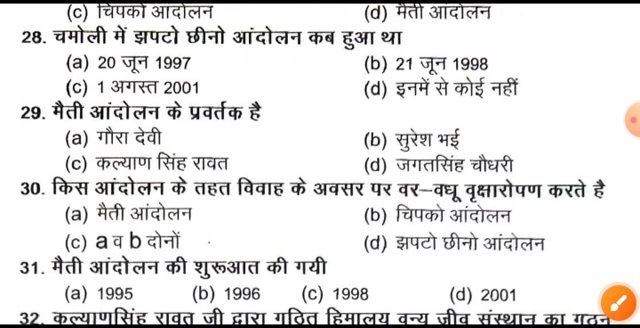 (c) चिपको आंदोलन (d) मैती आंदोलन
28. चमोली में झपटो छीनो आंदोलन कब हुआ था
(a) 20 जून 1997 (b) 21 जून 1998
(c) 1 अगस्त 2001 (d) इनमें से कोई नहीं
29. मैती आंदोलन के प्रवर्तक है
(a) गौरा देवी (b) सुरेश भई
(c) कल्याण सिंह रावत (d) जगतसिंह चौधरी
30. किस आंदोलन के तहत विवाह के अवसर पर वर–वधू वृक्षारोपण करते है
(a) मैती आंदोलन (b) चिपको आंदोलन
(c) a व b दोनों (d) झपटो छीनो आंदोलन
31. मैती आंदोलन की शुरूआत की गयी
(a) 1995 (b) 1996 (c) 1998 (d) 2001
32. कल्याणसिंह रावत जी द्वारा गठित हिमालय वन्य जीव संस्थान का गठन